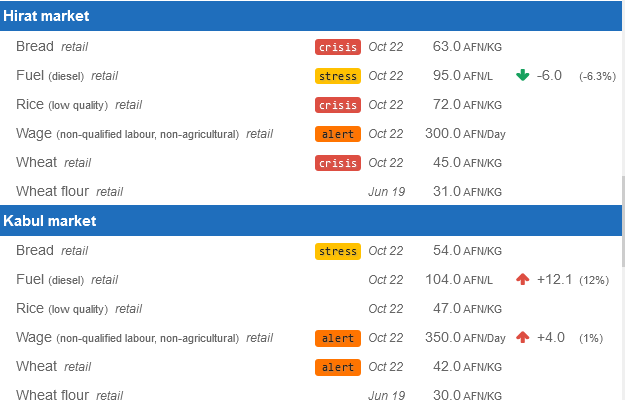 Hirat market
Bread retail crisis Oct 22 63.0 AFN/KG
Fuel (diesel) retail stress Oct 22 95.0 AFN/L -6.0 (-6.3%)
Rice (low quality) retail crisis Oct 22 72.0 AFN/KG
Wage (non-qualified labour, non-agricultural) retail alert Oct 22 300.0 AFN/Day
Wheat retail crisis Oct 22 45.0 AFN/KG
Wheat flour retail Jun 19 31.0 AFN/KG
Kabul market
Bread retail stress Oct 22 54.0 AFN/KG
Fuel (diesel) retail Oct 22 104.0 AFN/L +12.1 (12%)
Rice (low quality) retail Oct 22 47.0 AFN/KG
Wage (non-qualified labour, non-agricultural) retail alert Oct 22 350.0 AFN/Day +4.0 (1%)
Wheat retail alert Oct 22 42.0 AFN/KG
Wheat flour retail Jun 19 30.0 AFN/KG